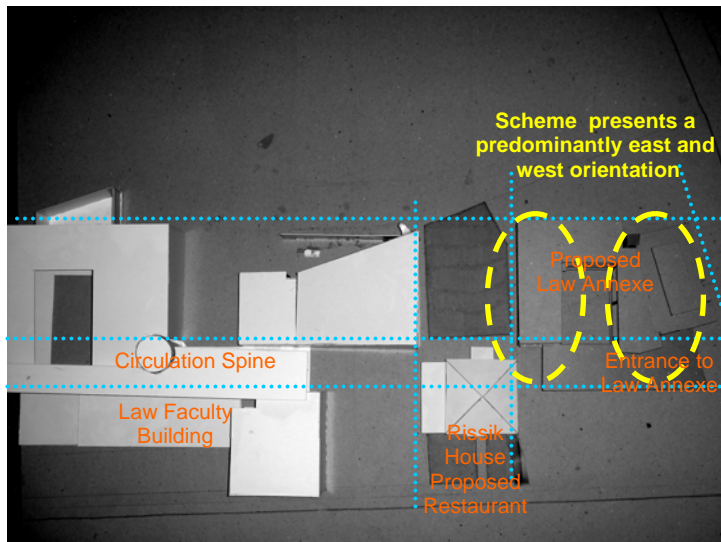 Scheme presents a
predominantly east and
west orientation
Proposed
Law Annexe
Circulation Spine
Entrance to
Law Annexe
Law Faculty
Building
Rissik
House
Proposed
Restaurant